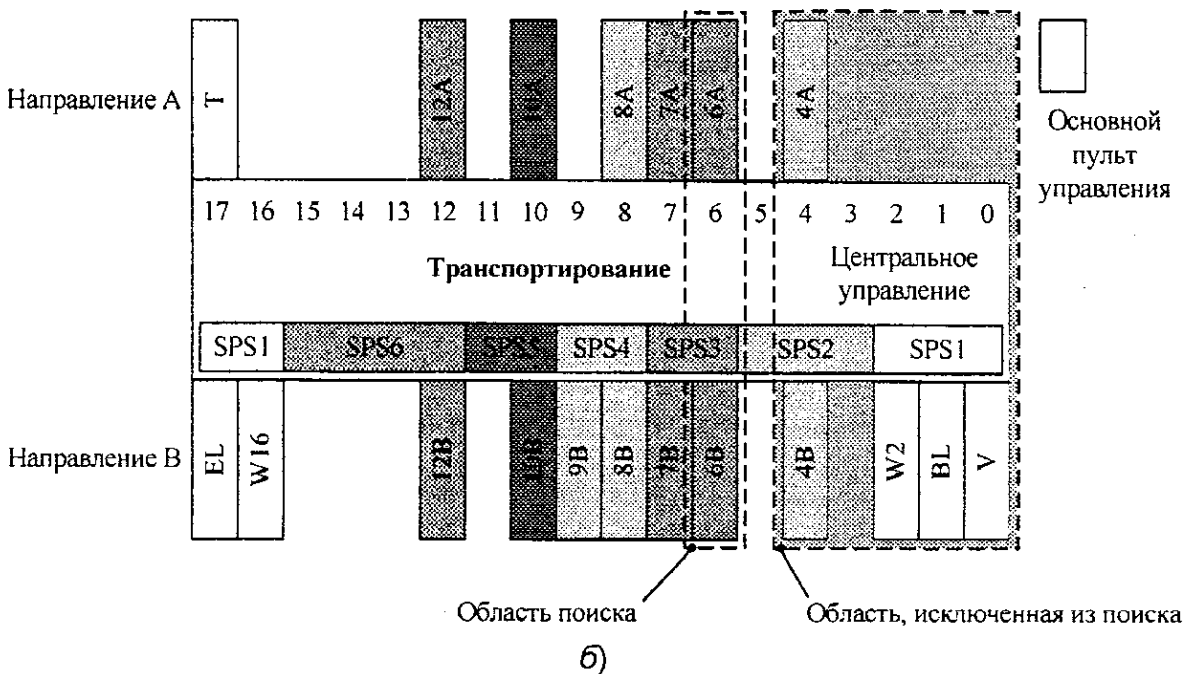 Направление A
T
12A
10A
8A
7A
6A
4A
Основной
пульт
управления
17 16 15 14 13 12 11 10 9 8 7 6 5 4 3 2 1 0
Транспортирование
Центральное
управление
SPS1 SPS6 SPS5 SPS4 SPS3 SPS2 SPS1
Направление B
EL
W16
12B
10B
9B
8B
7B
6B
4B
W2
BL
V
Область поиска
Область, исключенная из поиска
б)